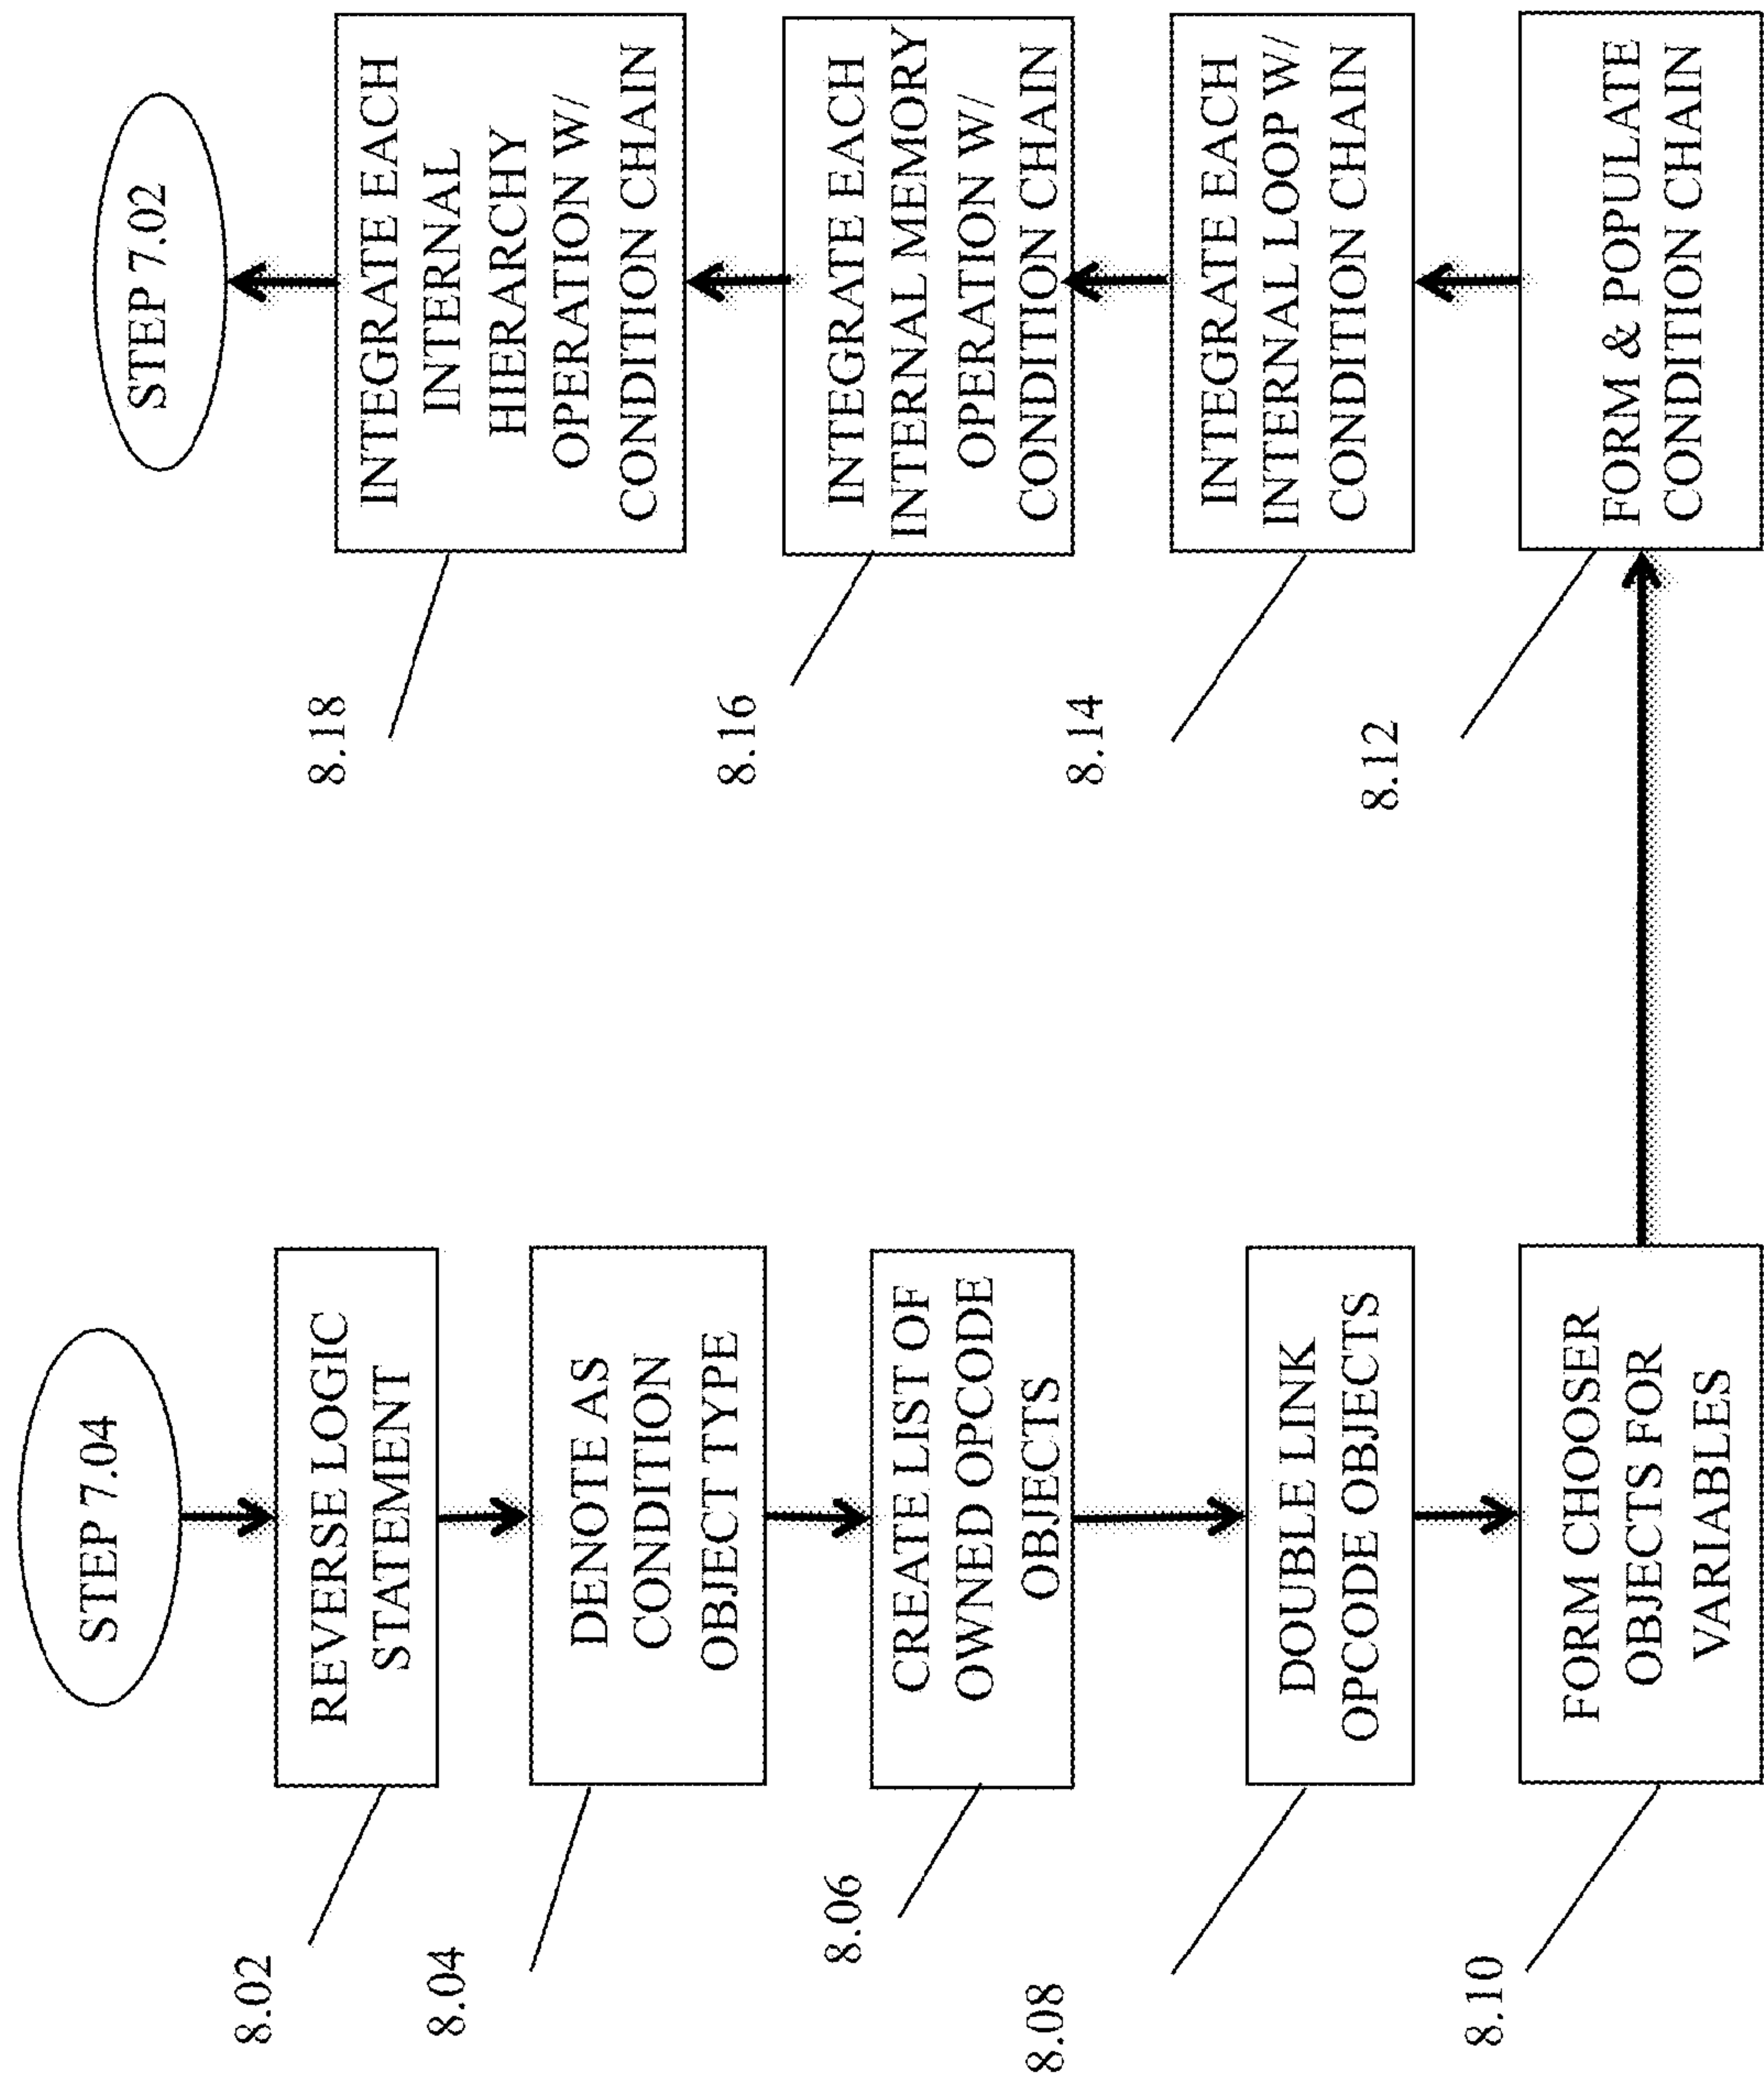 STEP 7.04
8.02
REVERSE LOGIC
STATEMENT
8.04
DENOTE AS
CONDITION
OBJECT TYPE
8.06
CREATE LIST OF
OWNED OPCODE
OBJECTS
8.08
DOUBLE LINK
OPCODE OBJECTS
8.10
FORM CHOOSER
OBJECTS FOR
VARIABLES
8.12
FORM & POPULATE
CONDITION CHAIN
8.14
INTEGRATE EACH
INTERNAL LOOP W/
CONDITION CHAIN
8.16
INTEGRATE EACH
INTERNAL MEMORY
OPERATION W/
CONDITION CHAIN
8.18
INTEGRATE EACH
INTERNAL
HIERARCHY
OPERATION W/
CONDITION CHAIN
STEP 7.02